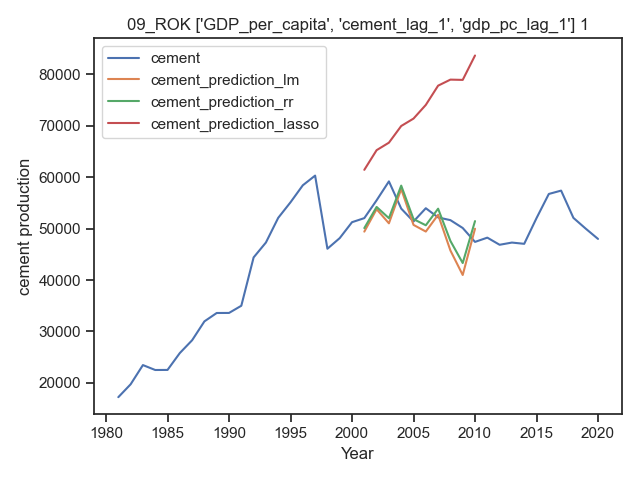 09_ROK ['GDP_per_capita', 'cement_lag_1', 'gdp_pc_lag_1'] 1
cement
cement_prediction_lm
cement_prediction_rr
cement_prediction_lasso
cement production
80000
70000
60000
50000
40000
30000
20000
1980 1985 1990 1995 2000 2005 2010 2015 2020
Year